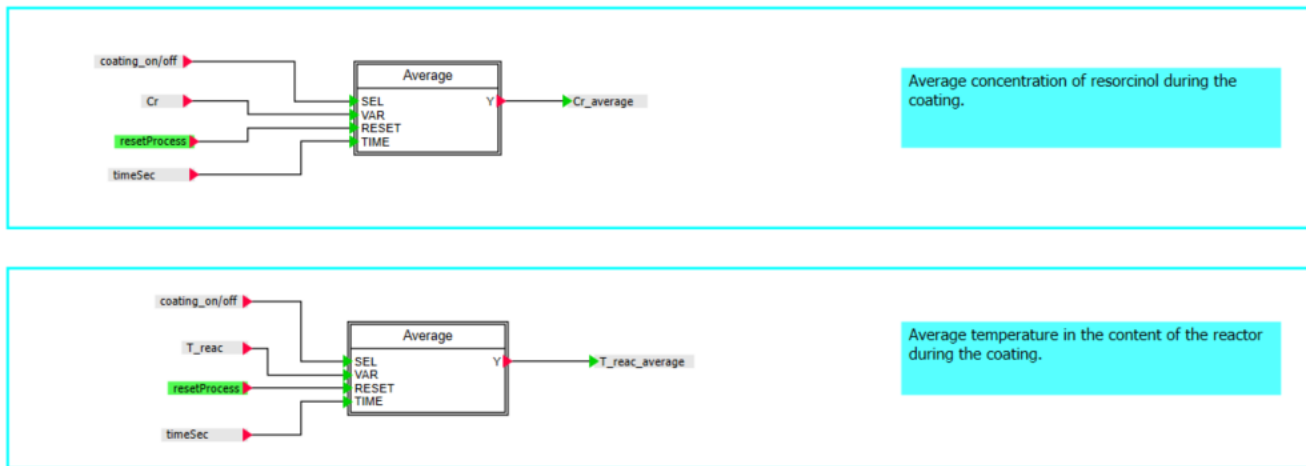 coating_on/off
Average
SEL
Y
Cr_average
Cr
VAR
resetProcess
RESET
TIME
timeSec
Average concentration of resorcinol during the
coating.
coating_on/off
Average
T_reac
SEL
Y
T_reac_average
VAR
resetProcess
RESET
TIME
timeSec
Average temperature in the content of the reactor
during the coating.